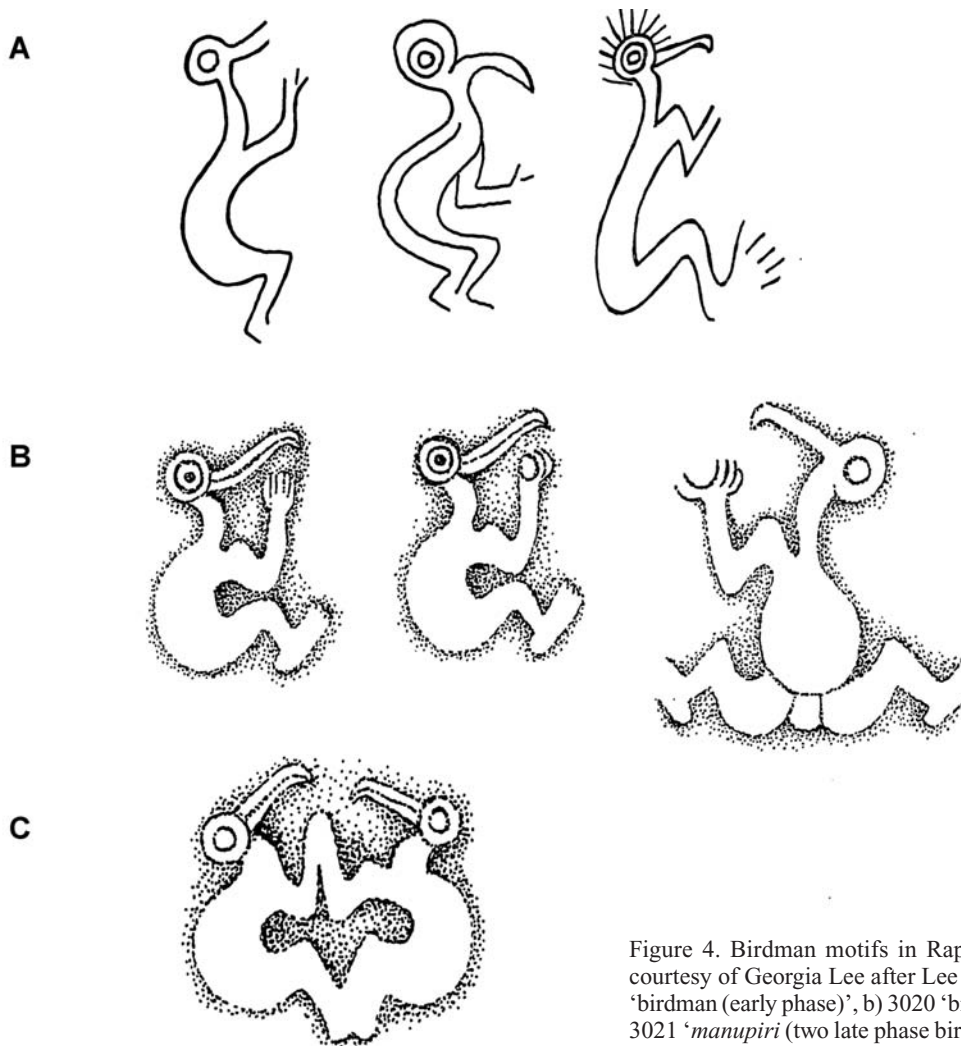 A
B
C
Figure 4. Birdman motifs in Rap
courtesy of Georgia Lee after Lee
‘birdman (early phase)’, b) 3020 ‘b
3021 ‘manupiri (two late phase bir